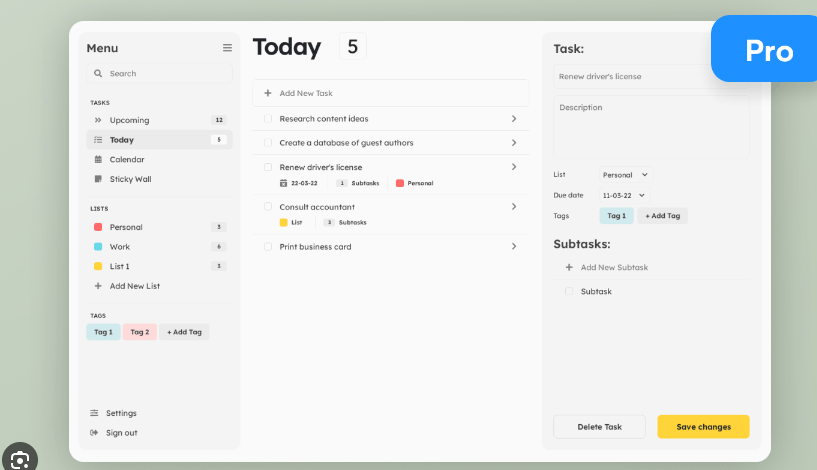 Menu
Search
TASKS
Upcoming 12
Today 5
Calendar
Sticky Wall
LISTS
Personal 3
Work 6
List 1 3
Add New List
TAGS
Tag 1 Tag 2 + Add Tag
Settings
Sign out
Today 5
Add New Task
Research content ideas
Create a database of guest authors
Renew driver's license
22-03-22 1 Subtasks Personal
Consult accountant
List 3 Subtasks
Print business card
Pro
Task:
Renew driver's license
Description
List Personal
Due date 11-03-22
Tags Tag 1 + Add Tag
Subtasks:
Add New Subtask
Subtask
Delete Task Save changes